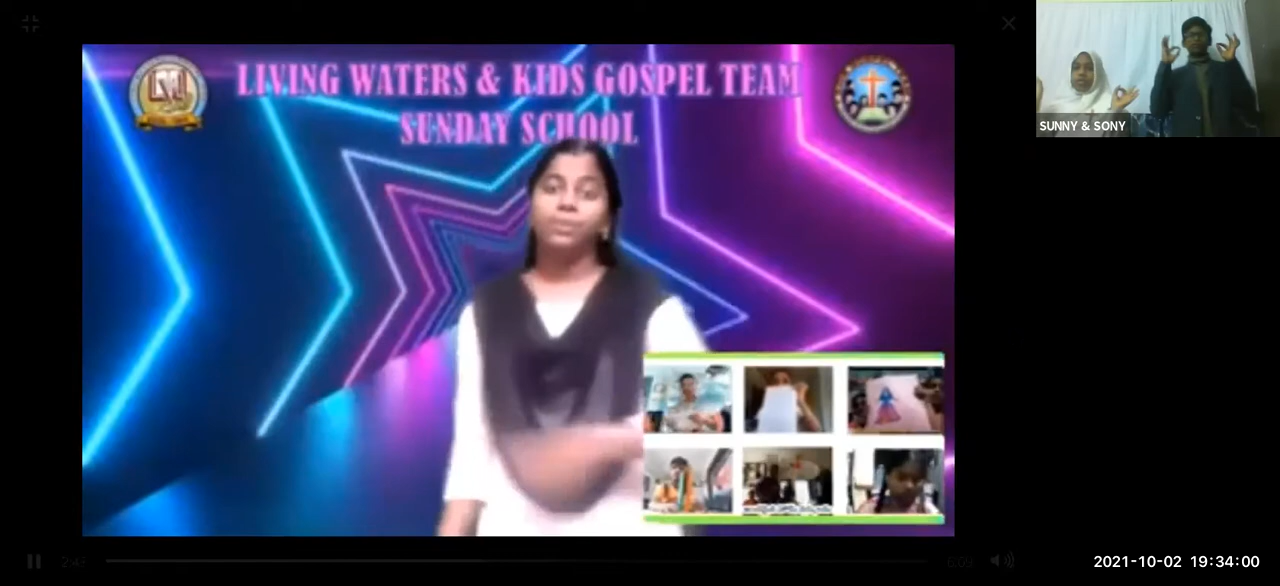 LIVING WATERS & KIDS GOSPEL TEAM
SUNDAY SCHOOL
SUNNY & SONY
2021-10-02 19:34:00